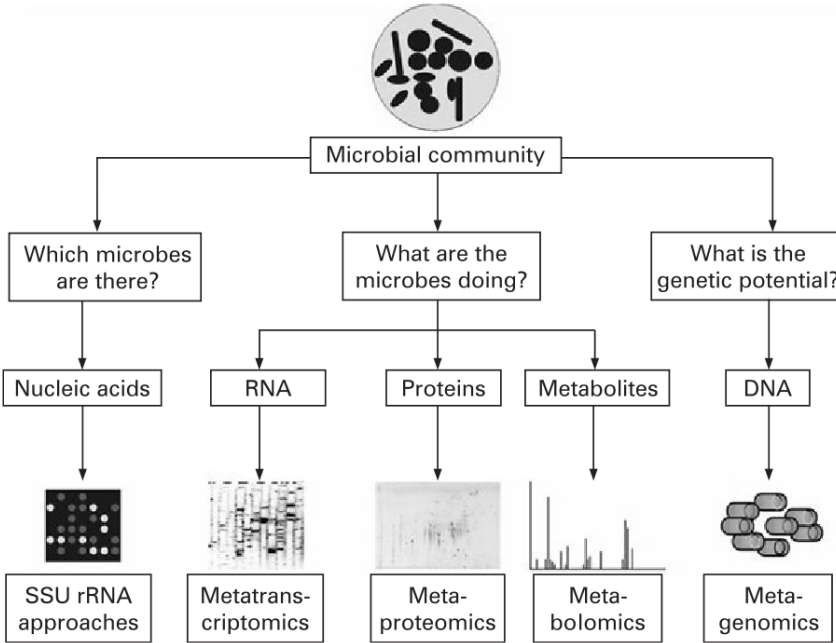 Microbial community
Which microbes
are there?
What are the
microbes doing?
What is the
genetic potential?
Nucleic acids
RNA
Proteins
Metabolites
DNA
SSU rRNA
approaches
Metatrans-
criptomics
Meta-
proteomics
Meta-
bolomics
Meta-
genomics